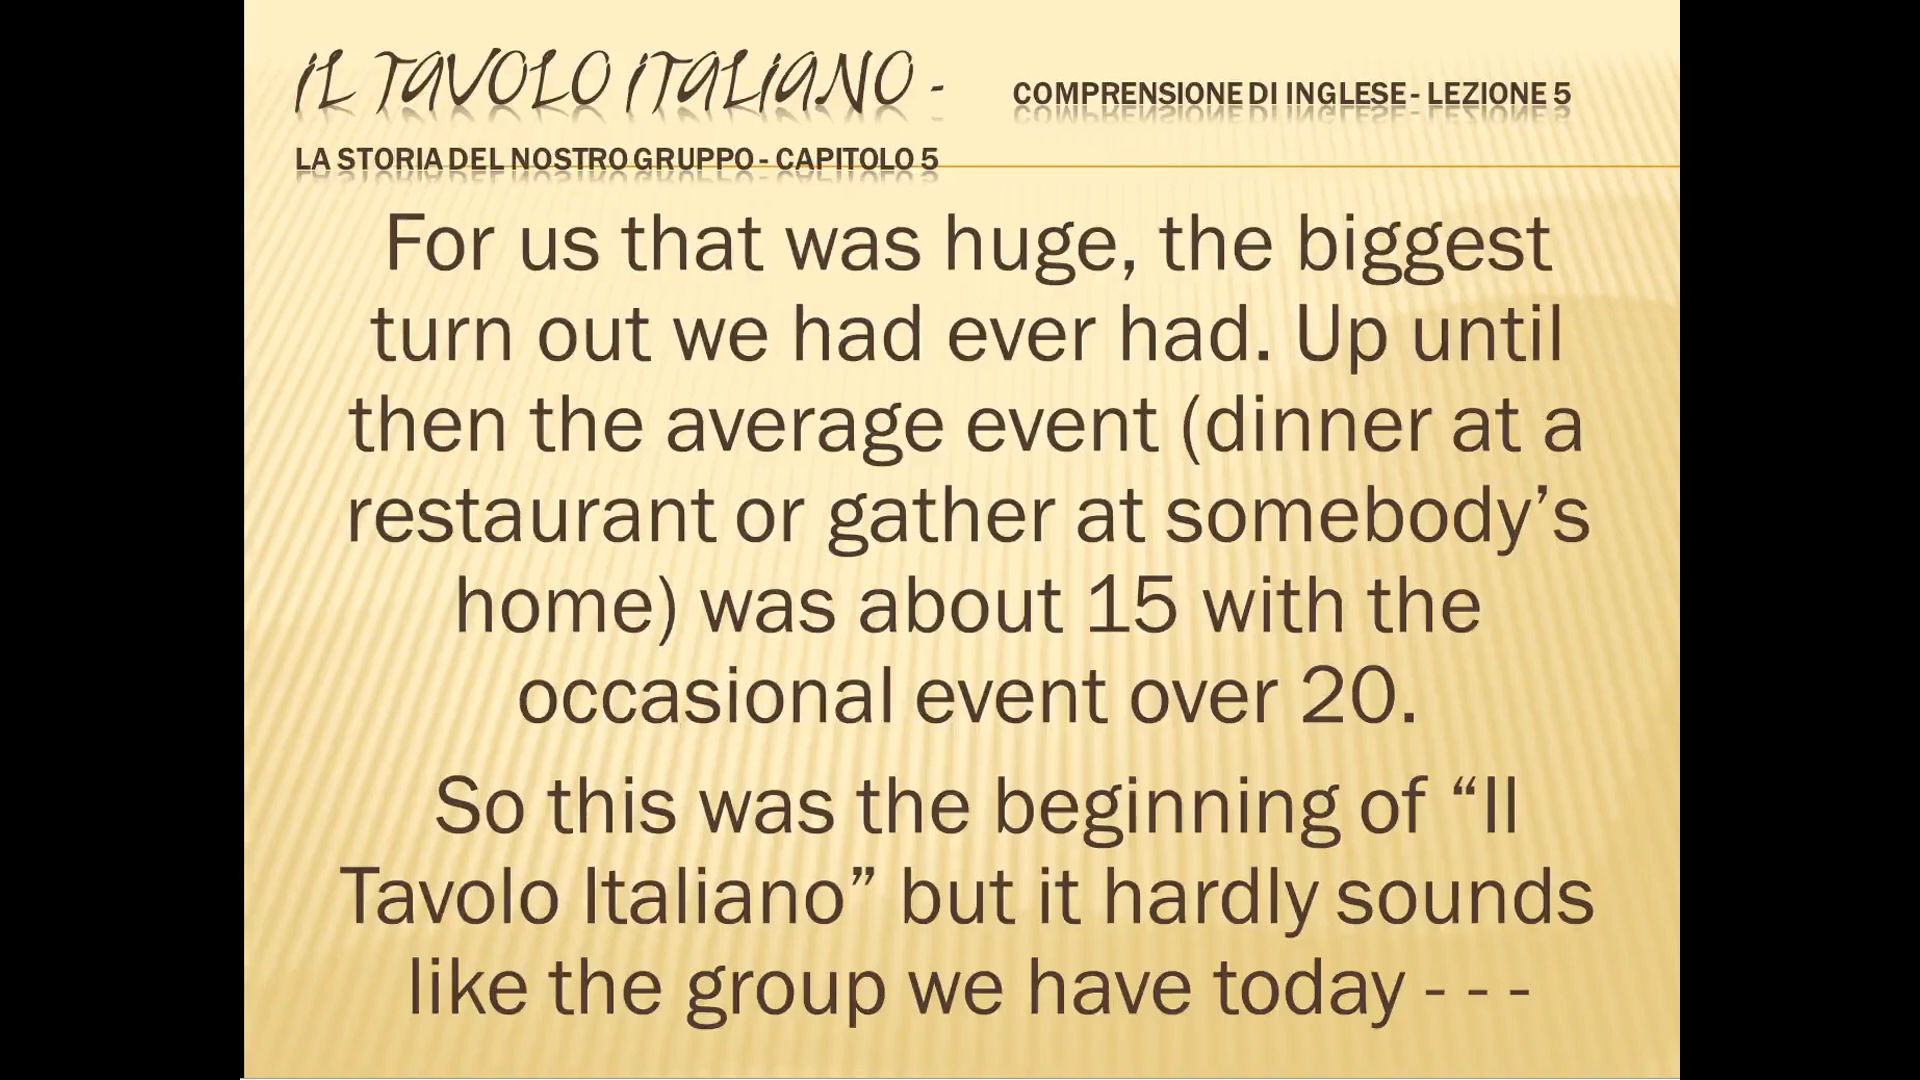 IL TAVOLO ITALIANO - COMPRENSIONE DI INGLESE - LEZIONE 5
LA STORIA DEL NOSTRO GRUPPO - CAPITOLO 5
For us that was huge, the biggest
turn out we had ever had. Up until
then the average event (dinner at a
restaurant or gather at somebody’s
home) was about 15 with the
occasional event over 20.
So this was the beginning of “Il
Tavolo Italiano” but it hardly sounds
like the group we have today - - -